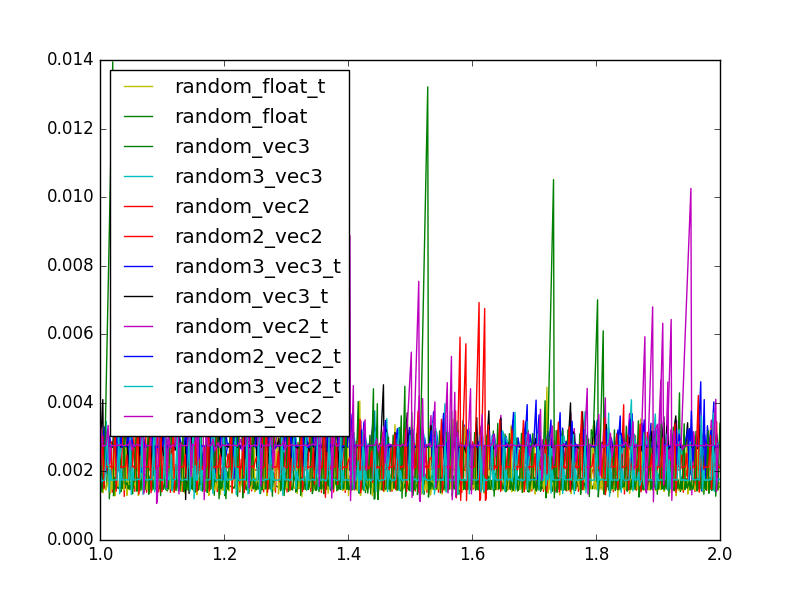 0.014
0.012
0.010
0.008
0.006
0.004
0.002
0.000
random_float_t
random_float
random_vec3
random3_vec3
random_vec2
random2_vec2
random3_vec3_t
random_vec3_t
random_vec2_t
random2_vec2_t
random3_vec2_t
random3_vec2
1.0 1.2 1.4 1.6 1.8 2.0